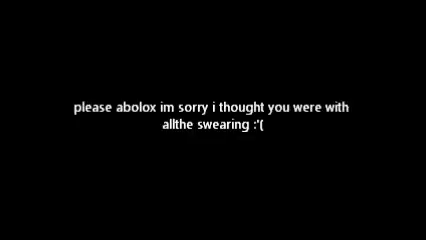 please abolox im sorry i thought you were with
allthe swearing :'(